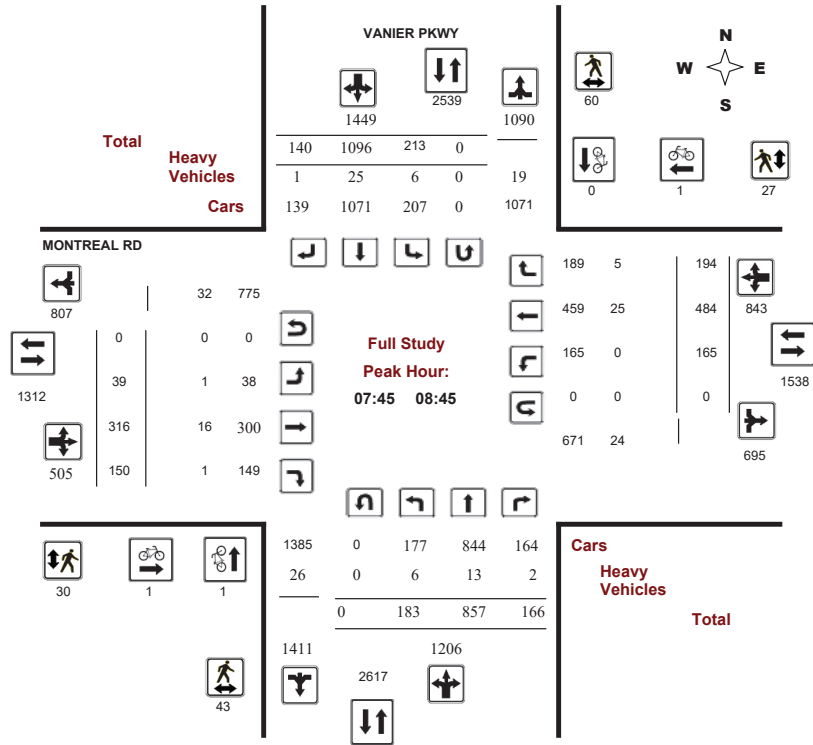 VANIER PKWY
N
W E
S
2539
60
1449 1090
Total 140 1096 213 0
Heavy
Vehicles 1 25 6 0 19
Cars 139 1071 207 0 1071
0 1 27
MONTREAL RD
189 5 194
807 32 775
459 25 484 843
0 0 0
Full Study
165 0 165
Peak Hour:
1312 39 1 38
1538
07:45 08:45
0 0 0
316 16 300
671 24
505 150 1 149
695
1385 0 177 844 164 Cars
26 0 6 13 2 Heavy
Vehicles
30 1 1
0 183 857 166 Total
1411 1206
2617
43